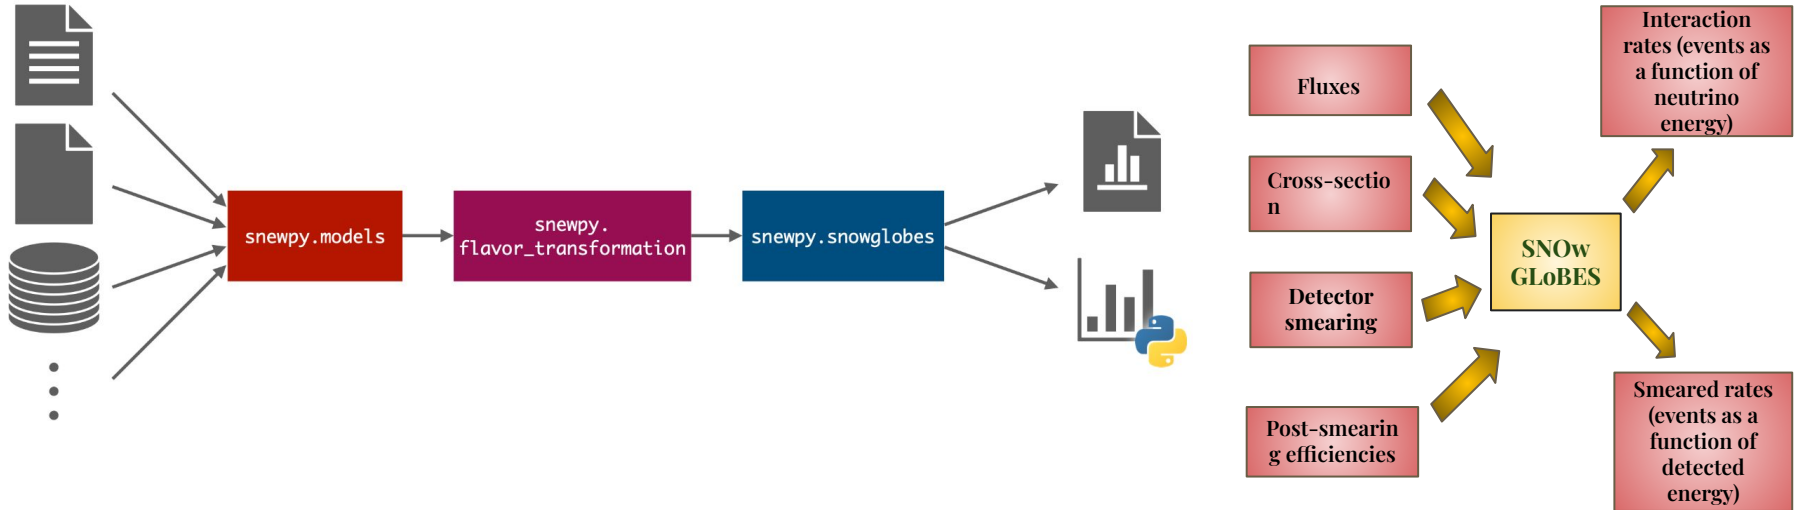 snewpy.models
snewpy.
flavor_transformation
snewpy.snowglobes
Fluxes
Cross-sectio
n
Detector
smearing
Post-smearin
g efficiencies
SNOw
GLoBES
Interaction
rates (events as
a function of
neutrino
energy)
Smeared rates
(events as a
function of
detected
energy)